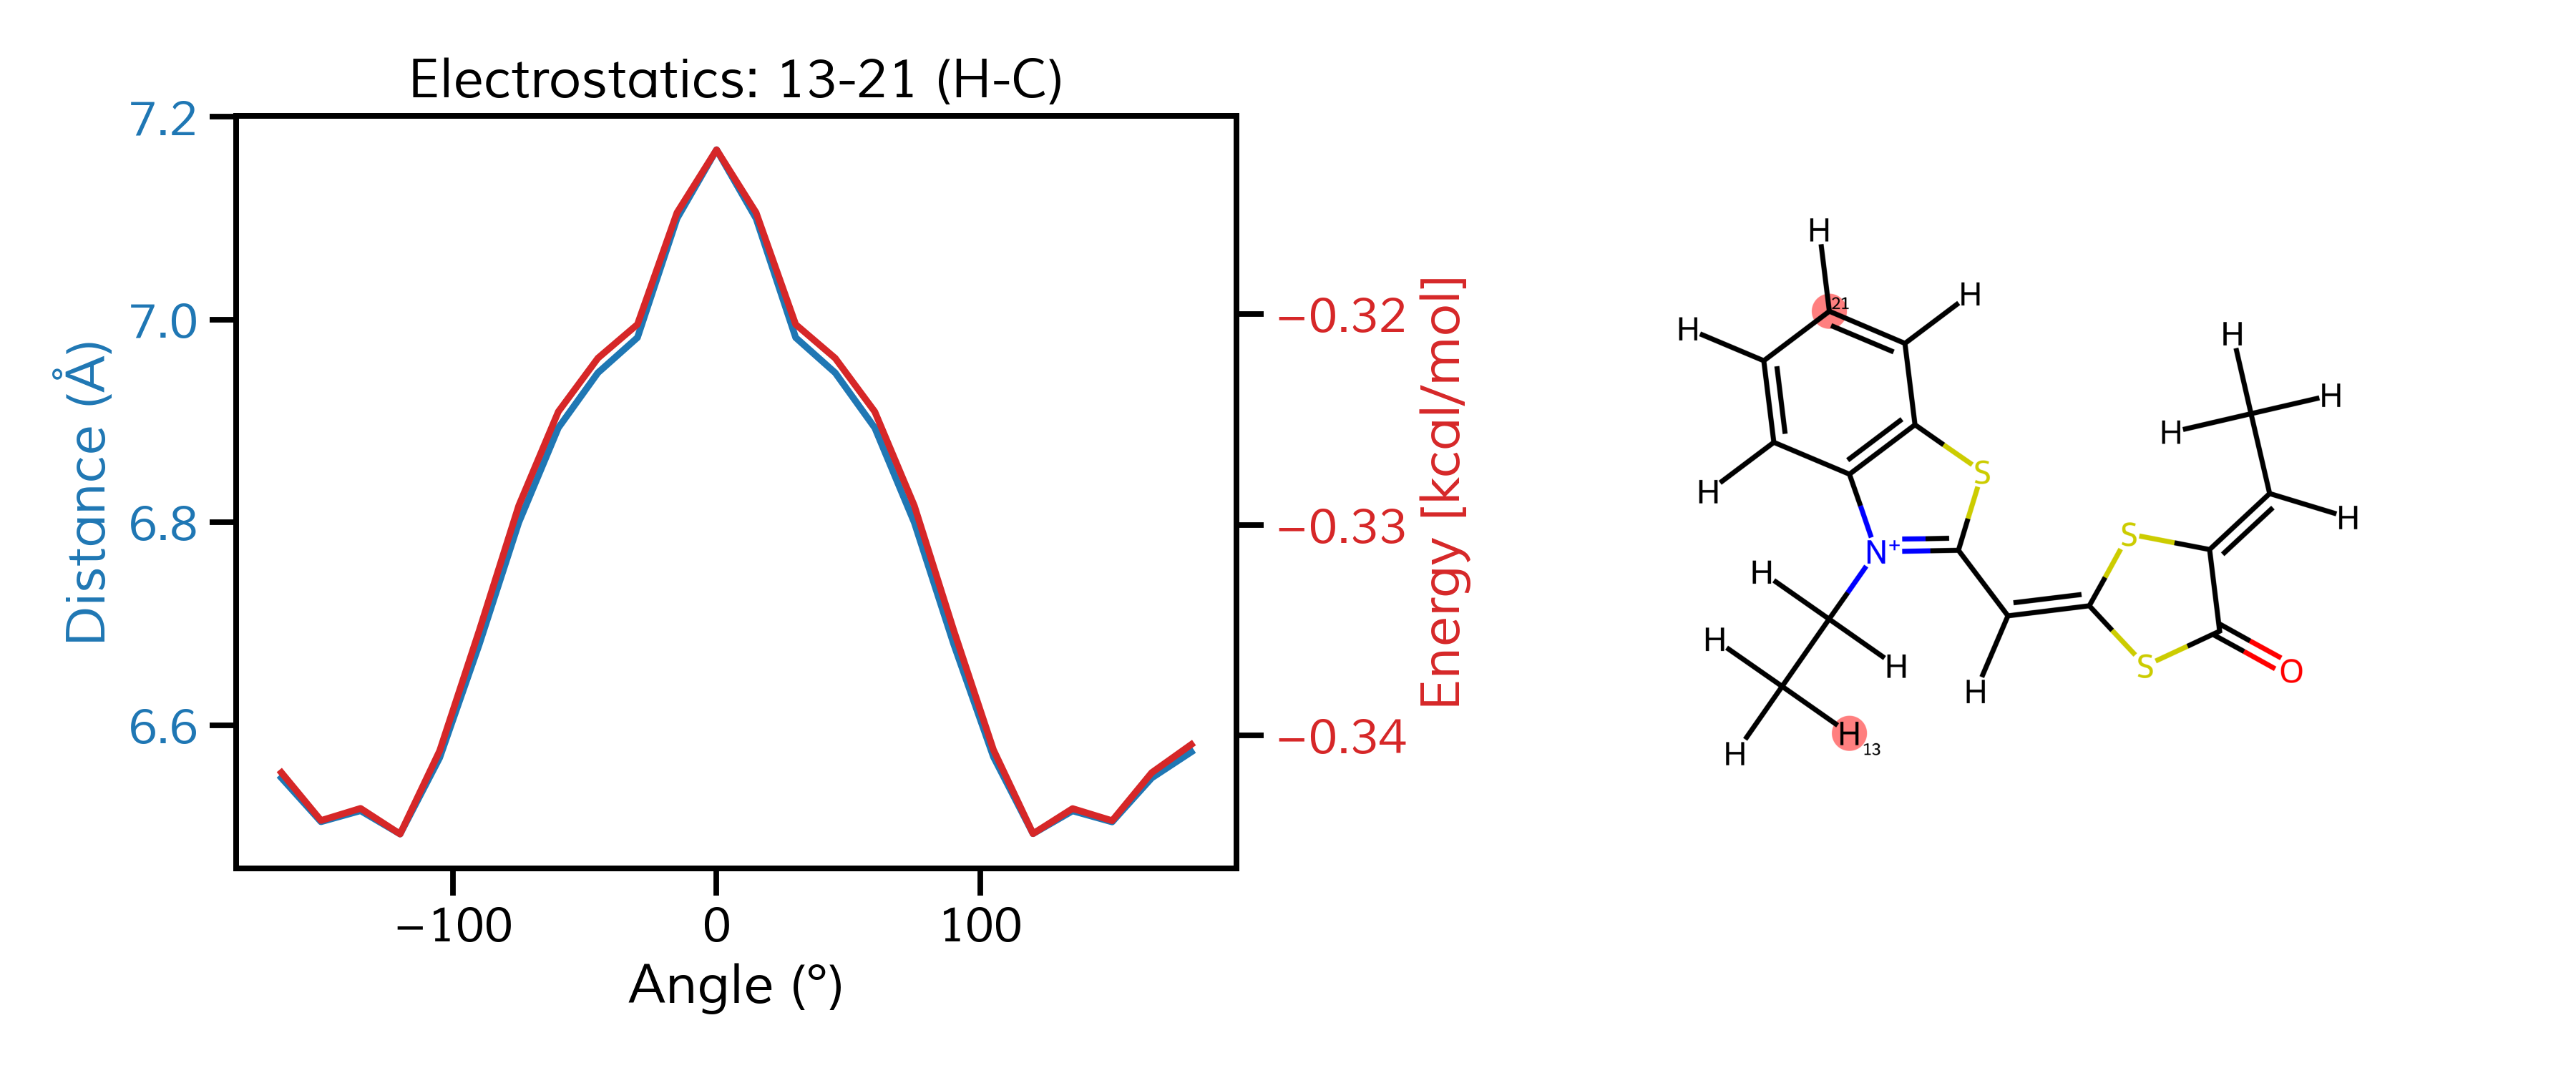 Electrostatics: 13-21 (H-C)
7.2
7.0
6.8
6.6
Distance (Å)
−100
0
100
Angle (°)
−0.32
−0.33
−0.34
Energy [kcal/mol]
H
21
H
H
H
H
S
H
H
S
H
H
N+
H
S
O
H
H
H
H
13
H